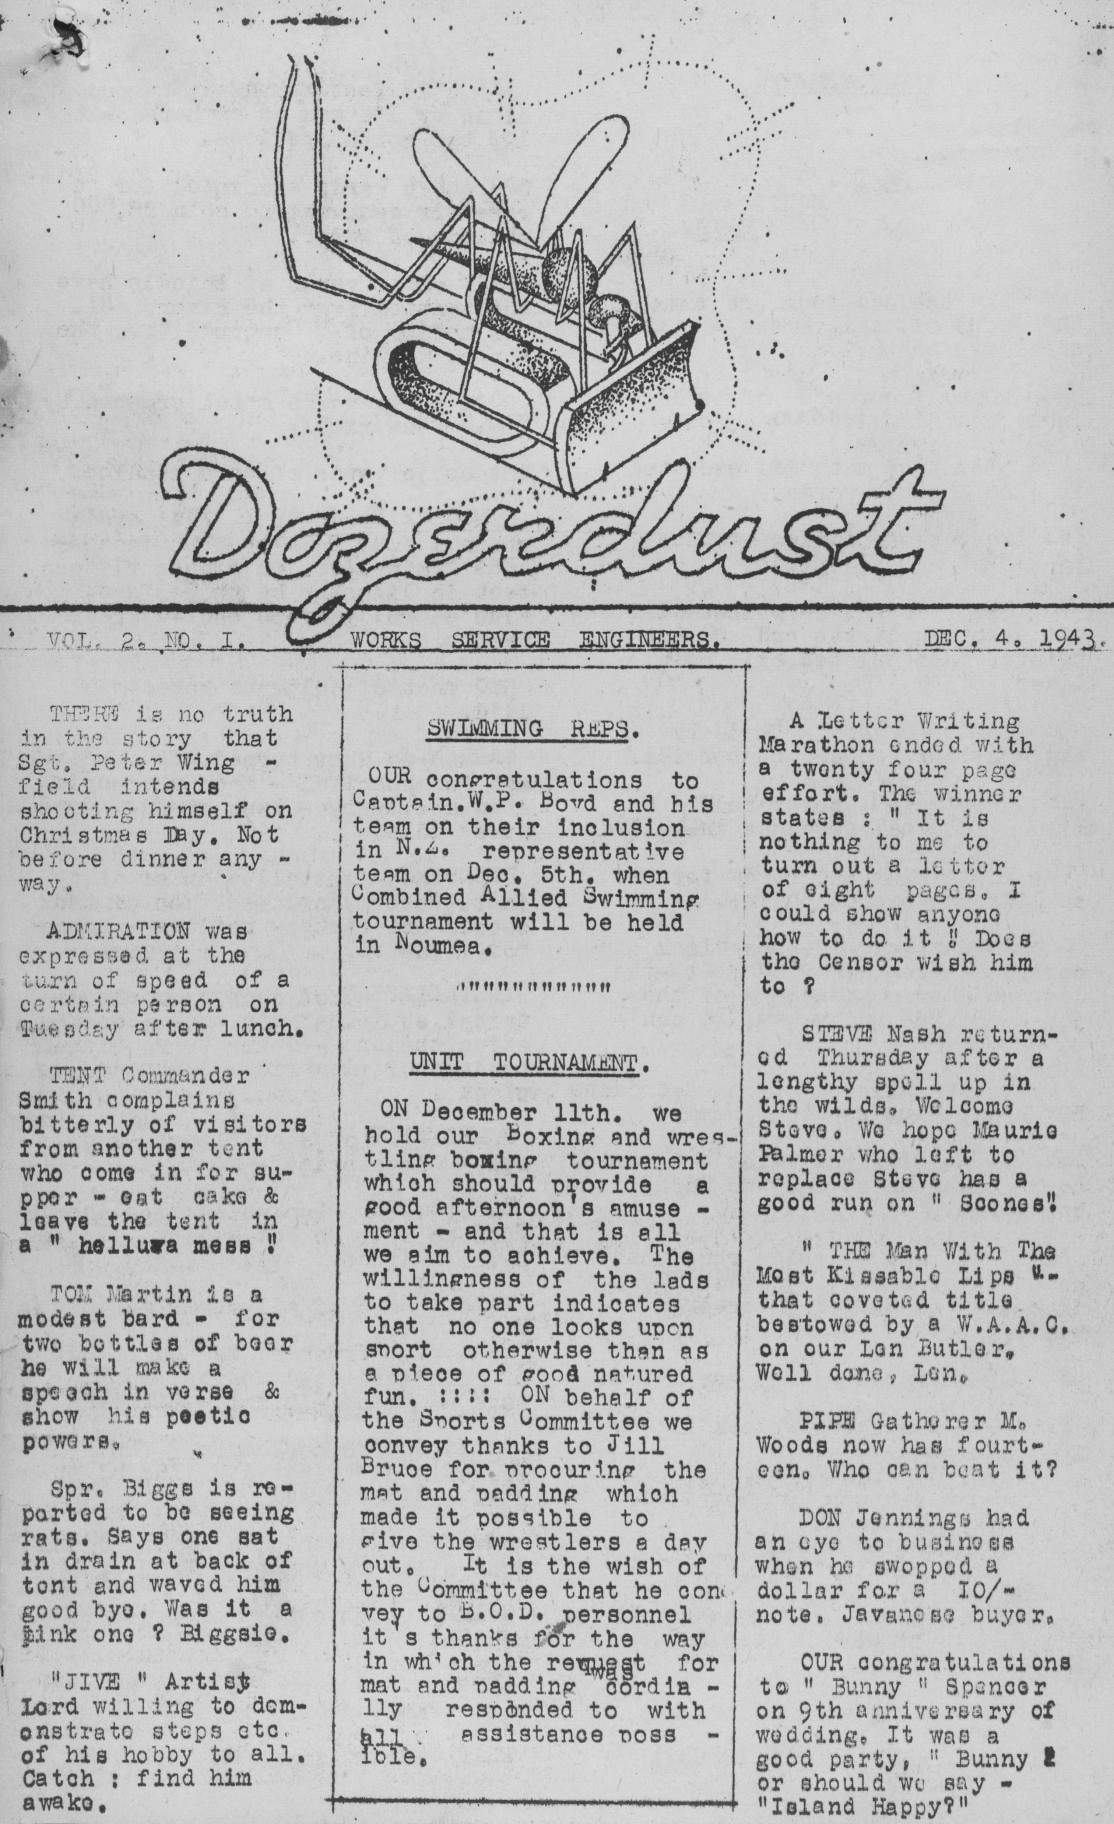 Dozerdust
VOL. 2. NO. I. WORKS SERVICE ENGINEERS. DEC. 4. 1943.
THERE is no truth
in the story that
Sgt. Peter Wing -
field intends
shooting himself on
Christmas Day. Not
before dinner any -
way.
ADMIRATION was
expressed at the
turn of speed of a
certain person on
Tuesday after lunch.
TENT Commander
Smith complains
bitterly of visitors
from another tent
who come in for su-
pper - eat cake &
leave the tent in
a " helluva mess "!
TOM Martin is a
modest bard - for
two bottles of beer
he will make a
speech in verse &
show his poetic
powers.
Spr. Biggs is re-
ported to be seeing
rats. Says one sat
in drain at back of
tent and waved him
good bye. Was it a
pink one ? Biggsie.
"JIVE " Artist
Lord willing to dem-
onstrate steps etc.
of his hobby to all.
Catch : find him
awake.
SWIMMING REPS.
OUR congratulations to
Captain.W.P. Boyd and his
team on their inclusion
in N.Z. representative
team on Dec. 5th. when
Combined Allied Swimming
tournament will be held
in Noumea.
"""""""""""
UNIT TOURNAMENT.
ON December 11th. we
hold our Boxing and wres-
tling boxing tournament
which should provide a
good afternoon's amuse -
ment - and that is all
we aim to achieve. The
willingness of the lads
to take part indicates
that no one looks upon
sport otherwise than as
a piece of good natured
fun. :::: ON behalf of
the Sports Committee we
convey thanks to Jill
Bruce for procuring the
mat and padding which
made it possible to
give the wrestlers a day
out. It is the wish of
the Committee that he con
vey to B.O.D. personnel
it's thanks for the way
in which the request for
mat and padding was cordia -
lly responded to with
all assistance poss -
ible.
A Letter Writing
Marathon ended with
a twenty four page
effort. The winner
states : " It is
nothing to me to
turn out a letter
of eight pages. I
could show anyone
how to do it "! Does
the Censor wish him
to ?
STEVE Nash return-
ed Thursday after a
lengthy spell up in
the wilds. Welcome
Steve. We hope Maurie
Palmer who left to
replace Steve has a
good run on " Scones"!
" THE Man With The
Most Kissable Lips "-
that coveted title
bestowed by a W.A.A.C.
on our Len Butler.
Well done, Len.
PIPE Gatherer M.
Woods now has fourt-
een. Who can beat it?
DON Jennings had
an eye to business
when he swopped a
dollar for a 10/-
note. Javanese buyer.
OUR congratulations
to " Bunny " Spencer
on 9th anniversary of
wedding. It was a
good party, " Bunny "
or should we say -
"Island Happy?"